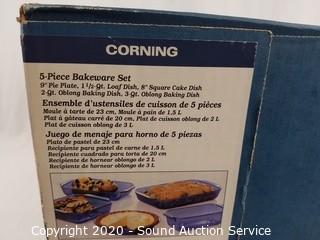 CORNING
5-Piece Bakeware Set
9" Pie Plate, 1 1/2-Qt. Loaf Dish, 8" Square Cake Dish
2-Qt. Oblong Baking Dish, 3-Qt. Oblong Baking Dish
Ensemble d'ustensiles de cuisson de 5 pièces
Moule à tarte de 23 cm, Moule à pain de 1.5 L
Plat à gâteau carré de 20 cm, Plat de cuisson oblong de 2 L
Plat de cuisson oblong de 3 L
Juego de menaje para horno de 5 piezas
Plato de pastel de 23 cm
Recipiente para pastel de carne de 1,5 L
Recipiente cuadrado para torta de 20 cm
Recipiente de hornear oblongo de 2 L
Recipiente de hornear oblongo de 3 L
Copyright 2020 - Sound Auction Service